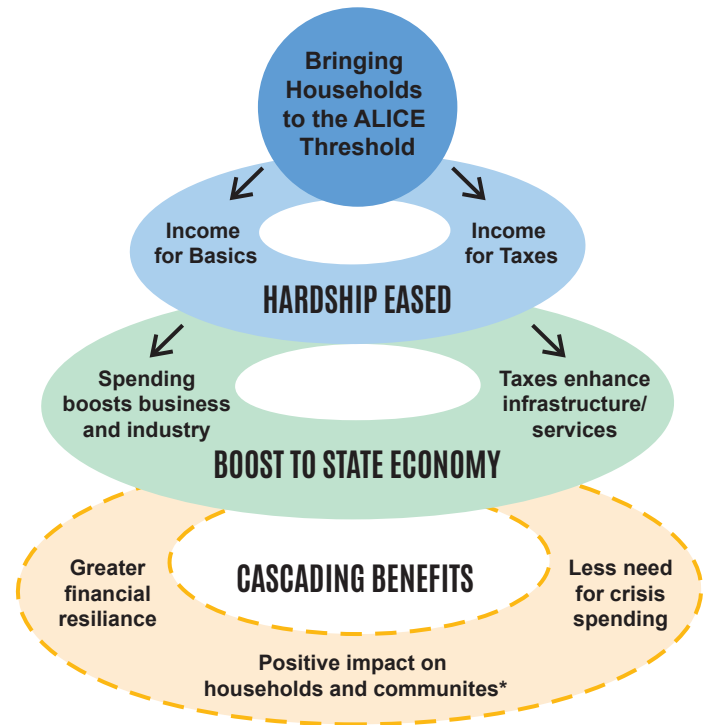 Bringing
Households
to the ALICE
Threshold
Income
for Basics
Income
for Taxes
HARDSHIP EASED
Spending
boosts business
and industry
Taxes enhance
infrastructure/
services
BOOST TO STATE ECONOMY
Greater
financial
resiliance
CASCADING BENEFITS
Less need
for crisis
spending
Positive impact on
households and communites*